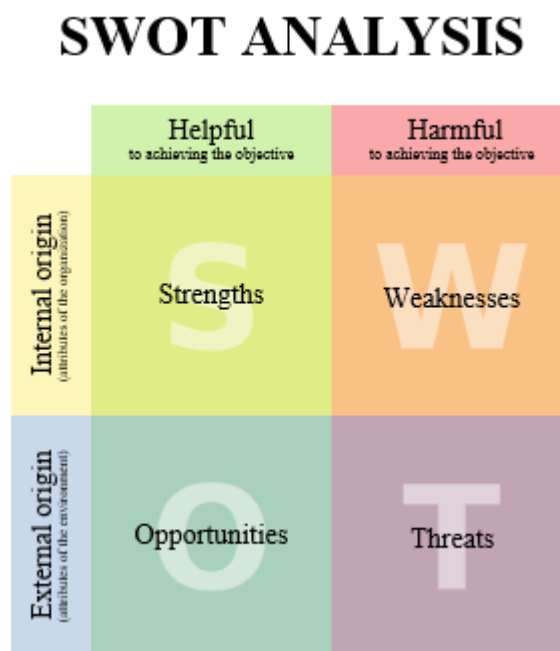 SWOT ANALYSIS
Helpful
to achieving the objective
Harmful
to achieving the objective
Internal origin
(attributes of the organization)
S
Strengths
W
Weaknesses
External origin
(attributes of the environment)
O
Opportunities
T
Threats